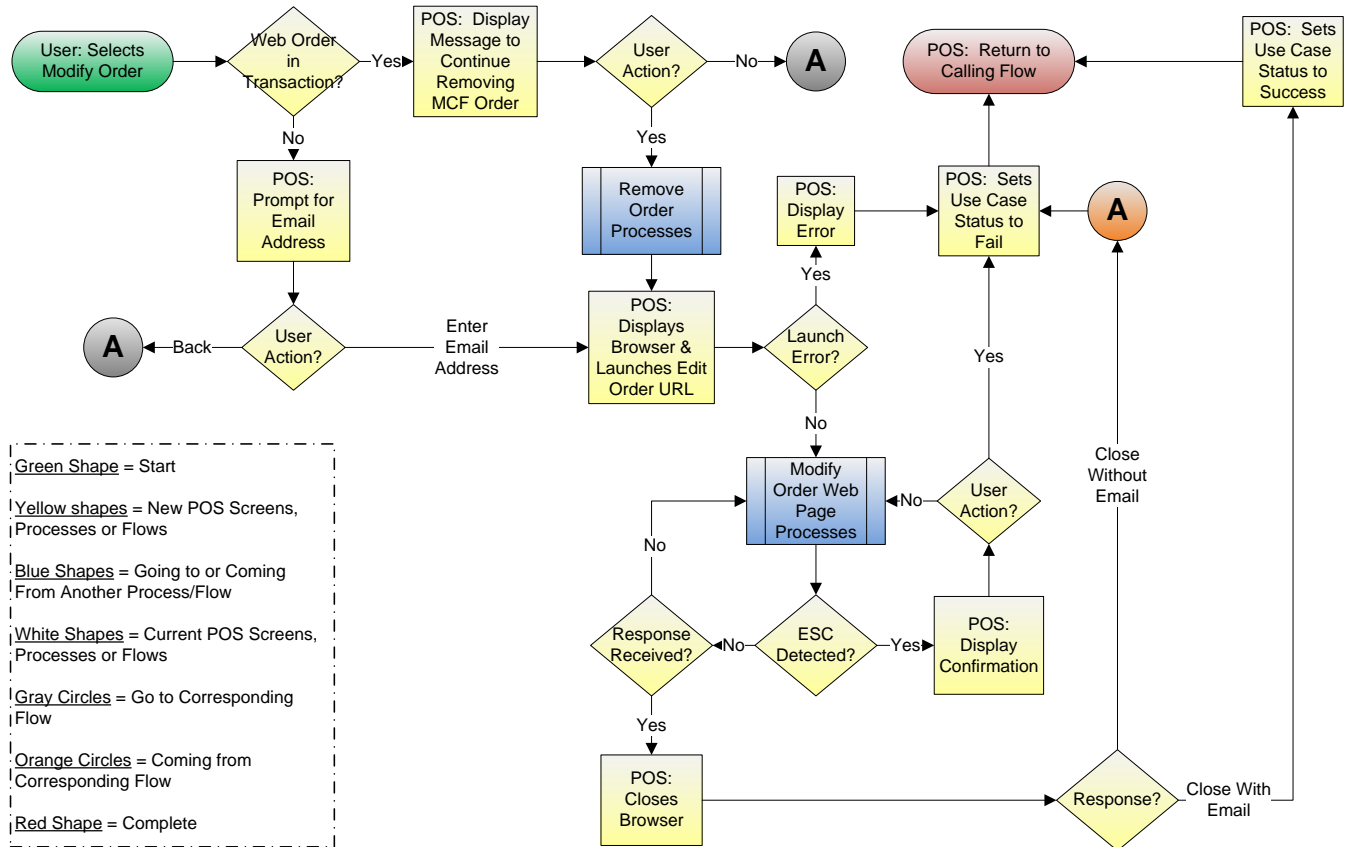 User: Selects
Modify Order
Web Order
in
Transaction?
Yes
POS: Display
Message to
Continue
Removing
MCF Order
User
Action?
No
A
POS: Return to
Calling Flow
POS: Sets
Use Case
Status to
Success
No
Yes
POS:
Prompt for
Email
Address
Remove
Order
Processes
POS:
Display
Error
POS: Sets
Use Case
Status to
Fail
A
Yes
A
Back
User
Action?
Enter
Email
Address
POS:
Displays
Browser &
Launches Edit
Order URL
Launch
Error?
Yes
No
Close
Without
Email
Green Shape = Start
Yellow shapes = New POS Screens,
Processes or Flows
Blue Shapes = Going to or Coming
From Another Process/Flow
White Shapes = Current POS Screens,
Processes or Flows
Gray Circles = Go to Corresponding
Flow
Orange Circles = Coming from
Corresponding Flow
Red Shape = Complete
Modify
Order Web
Page
Processes
No
User
Action?
No
Response
Received?
No
ESC
Detected?
Yes
POS:
Display
Confirmation
Yes
POS:
Closes
Browser
Response?
Close With
Email